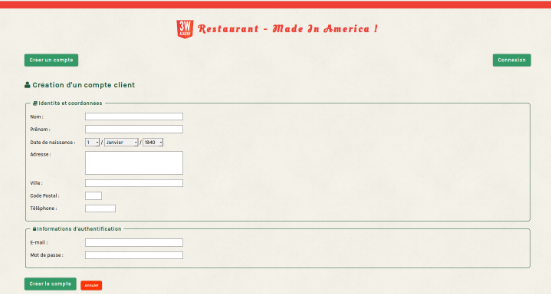 3W
ACADEMY
Restaurant - Made In America !
Créer un compte
Connexion
Création d'un compte client
Identité et coordonnées
Nom :
Prénom :
Date de naissance : 1 / Janvier / 1940
Adresse :
Ville :
Code Postal :
Téléphone :
Informations d'authentification
E-mail :
Mot de passe :
Créer le compte